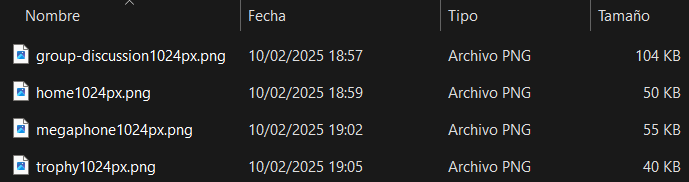 Nombre Fecha Tipo Tamaño
group-discussion1024px.png 10/02/2025 18:57 Archivo PNG 104 KB
home1024px.png 10/02/2025 18:59 Archivo PNG 50 KB
megaphone1024px.png 10/02/2025 19:02 Archivo PNG 55 KB
trophy1024px.png 10/02/2025 19:05 Archivo PNG 40 KB